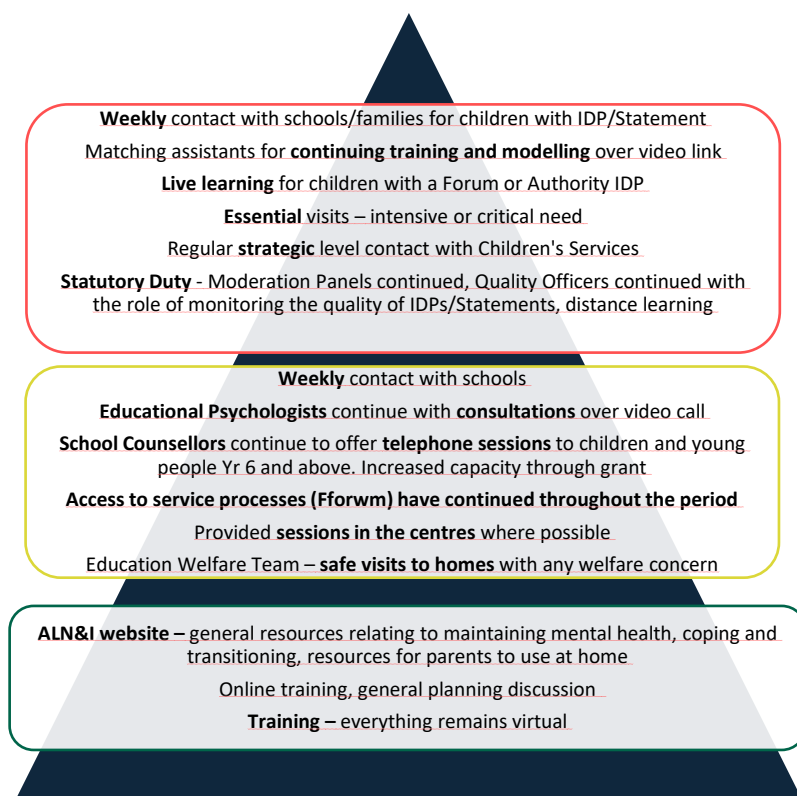 Weekly contact with schools/families for children with IDP/Statement
Matching assistants for continuing training and modelling over video link
Live learning for children with a Forum or Authority IDP
Essential visits – intensive or critical need
Regular strategic level contact with Children's Services
Statutory Duty - Moderation Panels continued, Quality Officers continued with
the role of monitoring the quality of IDPs/Statements, distance learning
Weekly contact with schools
Educational Psychologists continue with consultations over video call
School Counsellors continue to offer telephone sessions to children and young
people Yr 6 and above. Increased capacity through grant
Access to service processes (Fforwm) have continued throughout the period
Provided sessions in the centres where possible
Education Welfare Team – safe visits to homes with any welfare concern
ALN&I website – general resources relating to maintaining mental health, coping and
transitioning, resources for parents to use at home
Online training, general planning discussion
Training – everything remains virtual